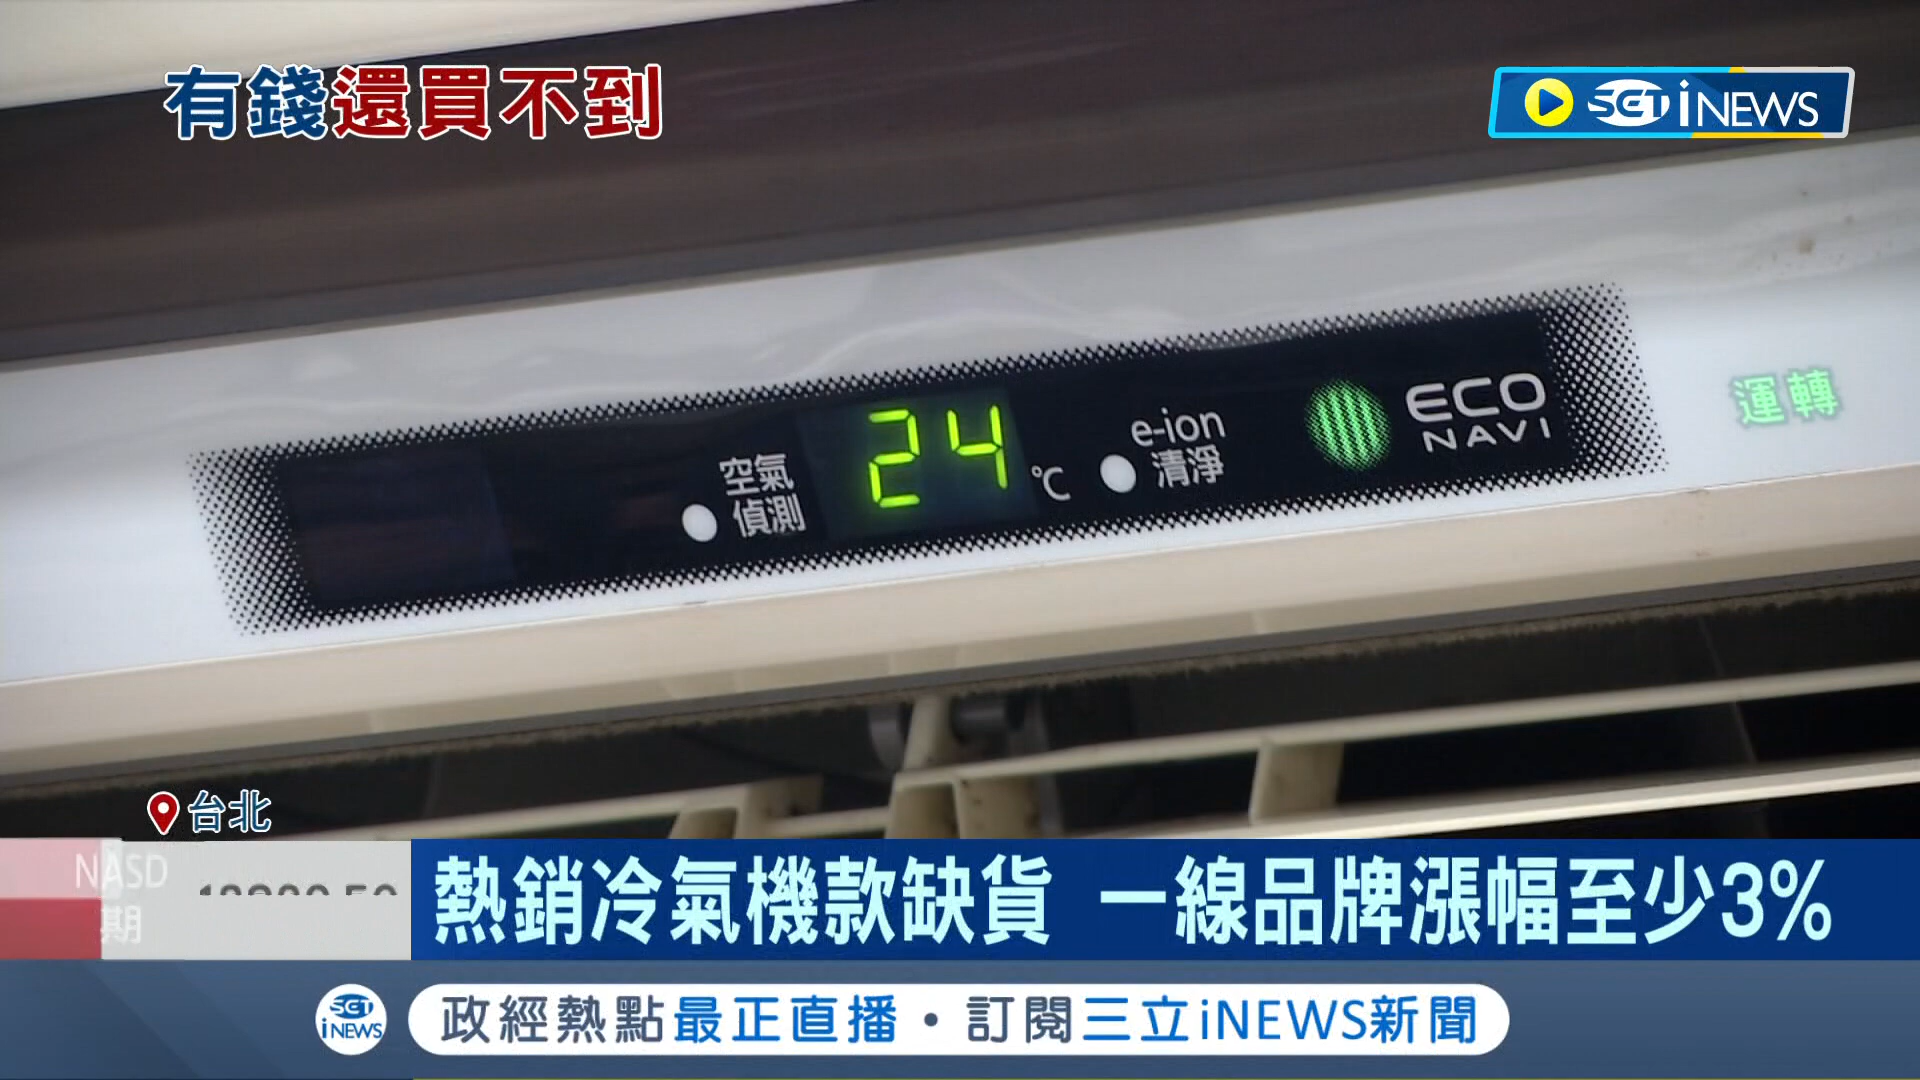 有錢還買不到
SET iNEWS
空氣
偵測
24
℃
e-ion
清淨
ECO
NAVI
運轉
台北
NASD
期
熱銷冷氣機款缺貨 一線品牌漲幅至少3%
SET
iNEWS
政經熱點最正直播・訂閱三立iNEWS新聞